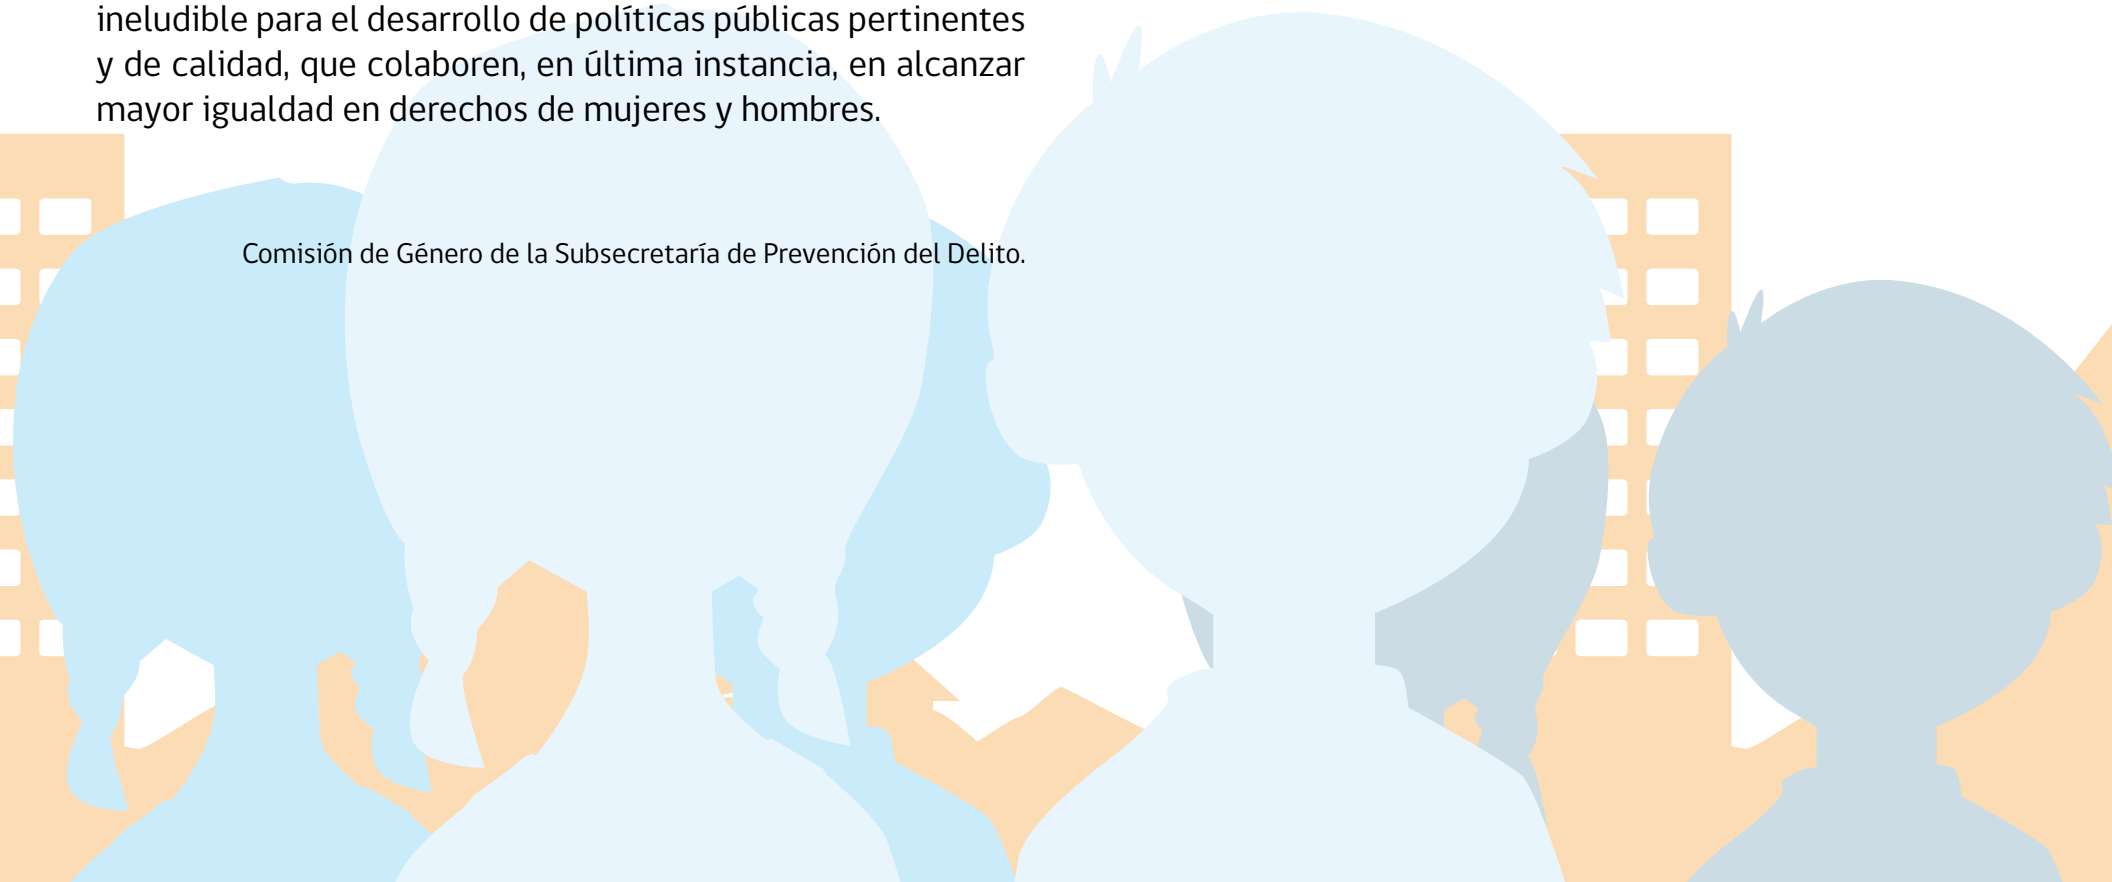 ineludible para el desarrollo de políticas públicas pertinentes
y de calidad, que colaboren, en última instancia, en alcanzar
mayor igualdad en derechos de mujeres y hombres.
Comisión de Género de la Subsecretaría de Prevención del Delito.